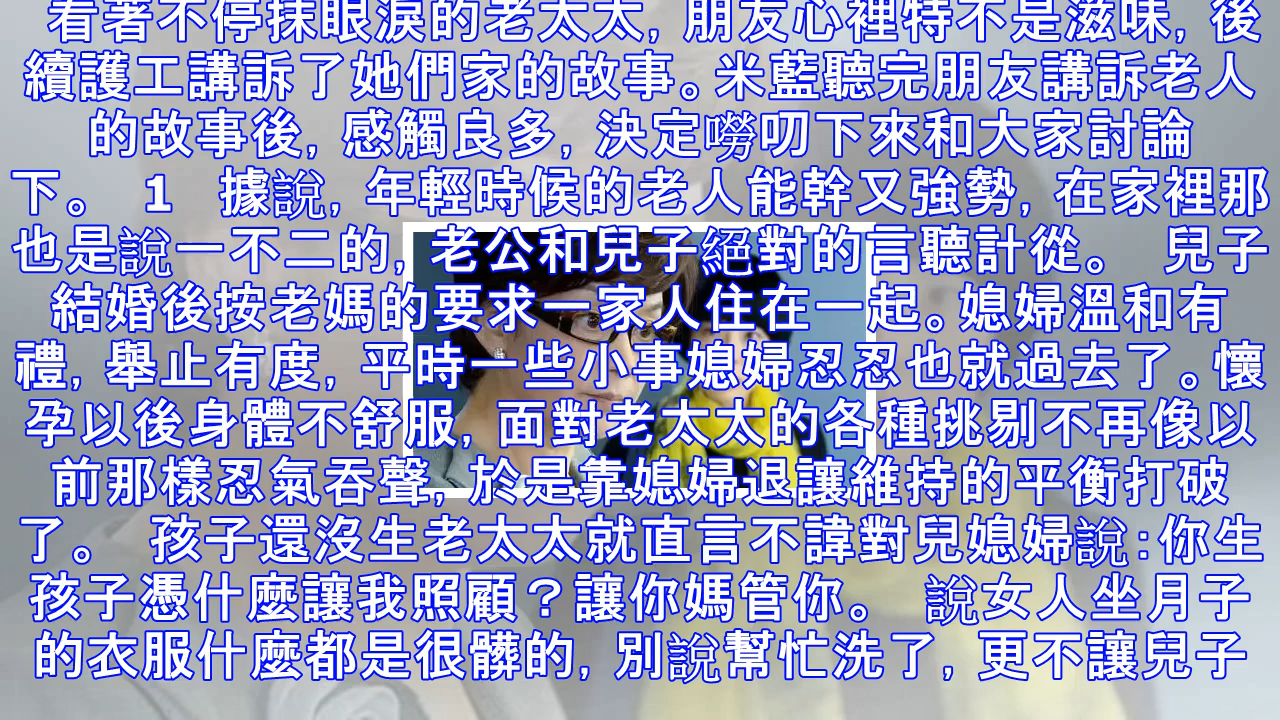 看著不停抹眼淚的老太太, 朋友心裡特不是滋味, 後
續護工講訴了她們家的故事。米藍聽完朋友講訴老人
的故事後, 感觸良多, 決定嘮叨下來和大家討論
下。 1 據說, 年輕時候的老人能幹又強勢, 在家裡那
也是說一不二的, 老公和兒子絕對的言聽計從。 兒子
結婚後按老媽的要求一家人住在一起。媳婦溫和有
禮, 舉止有度, 平時一些小事媳婦忍忍也就過去了。懷
孕以後身體不舒服, 面對老太太的各種挑剔不再像以
前那樣忍氣吞聲, 於是靠媳婦退讓維持的平衡打破
了。 孩子還沒生老太太就直言不諱對兒媳婦說:你生
孩子憑什麼讓我照顧？讓你媽管你。 說女人坐月子
的衣服什麼都是很髒的, 別說幫忙洗了, 更不讓兒子